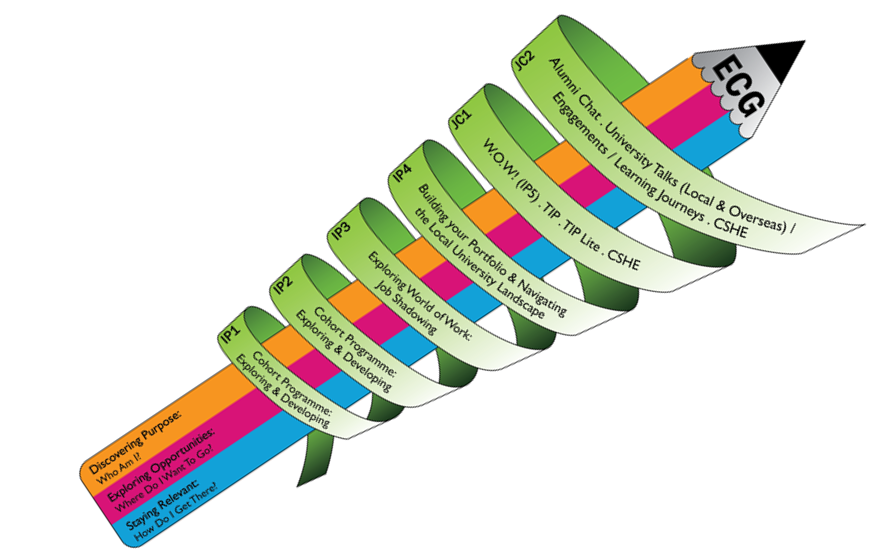 ECG
JC2
Alumni Chat . University Talks (Local & Overseas) /
Engagements / Learning Journeys . CSHE
JC1
W.O.W! (IP5) . TIP . TIP Lite . CSHE
IP4
Building your Portfolio & Navigating
the Local University Landscape
IP3
Exploring World of Work:
Job Shadowing
IP2
Cohort Programme:
Exploring & Developing
IP1
Cohort Programme:
Exploring & Developing
Discovering Purpose:
Who Am I?
Exploring Opportunities:
Where Do I Want To Go?
Staying Relevant:
How Do I Get There?